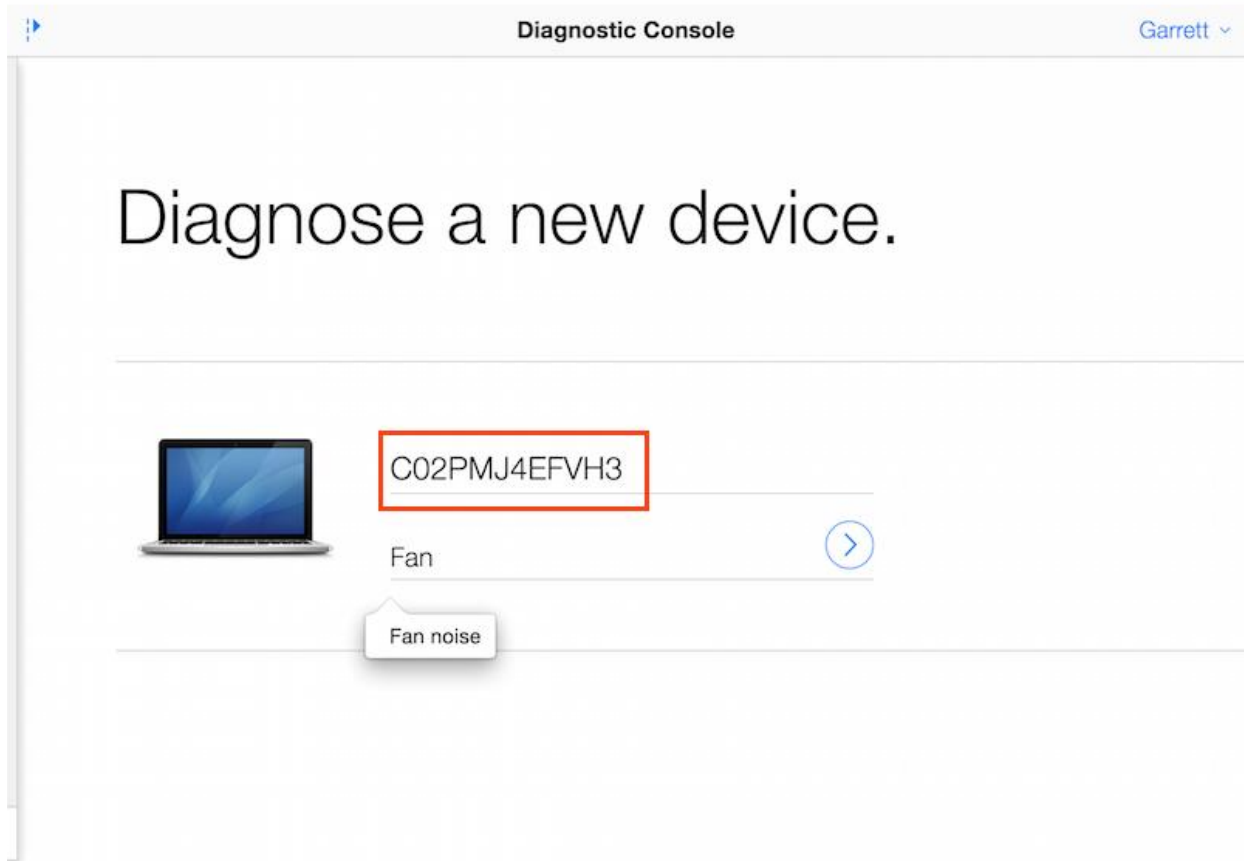 Diagnostic Console
Garrett
Diagnose a new device.
C02PMJ4EFVH3
Fan
Fan noise